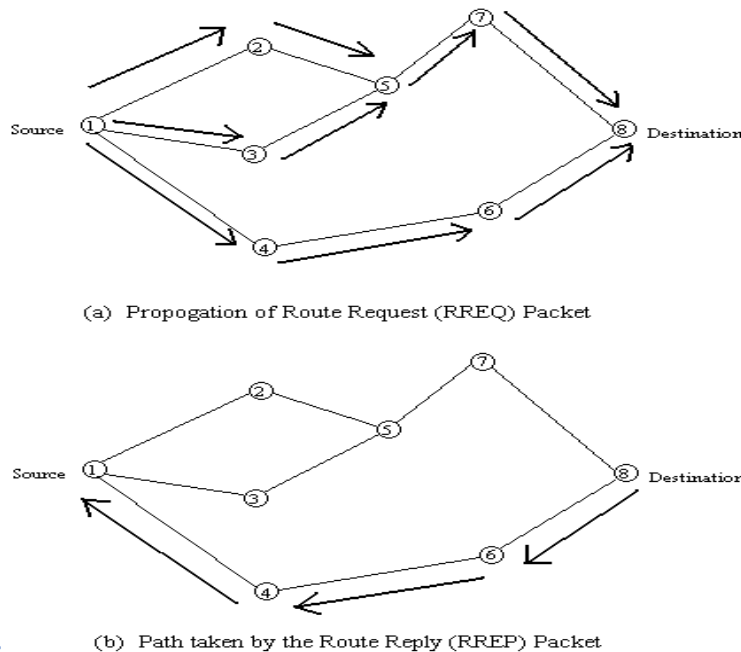 7
2
5
Source 1
8 Destination
3
6
4
(a) Propogation of Route Request (RREQ) Packet
7
2
5
Source 1
8 Destination
3
6
4
(b) Path taken by the Route Reply (RREP) Packet